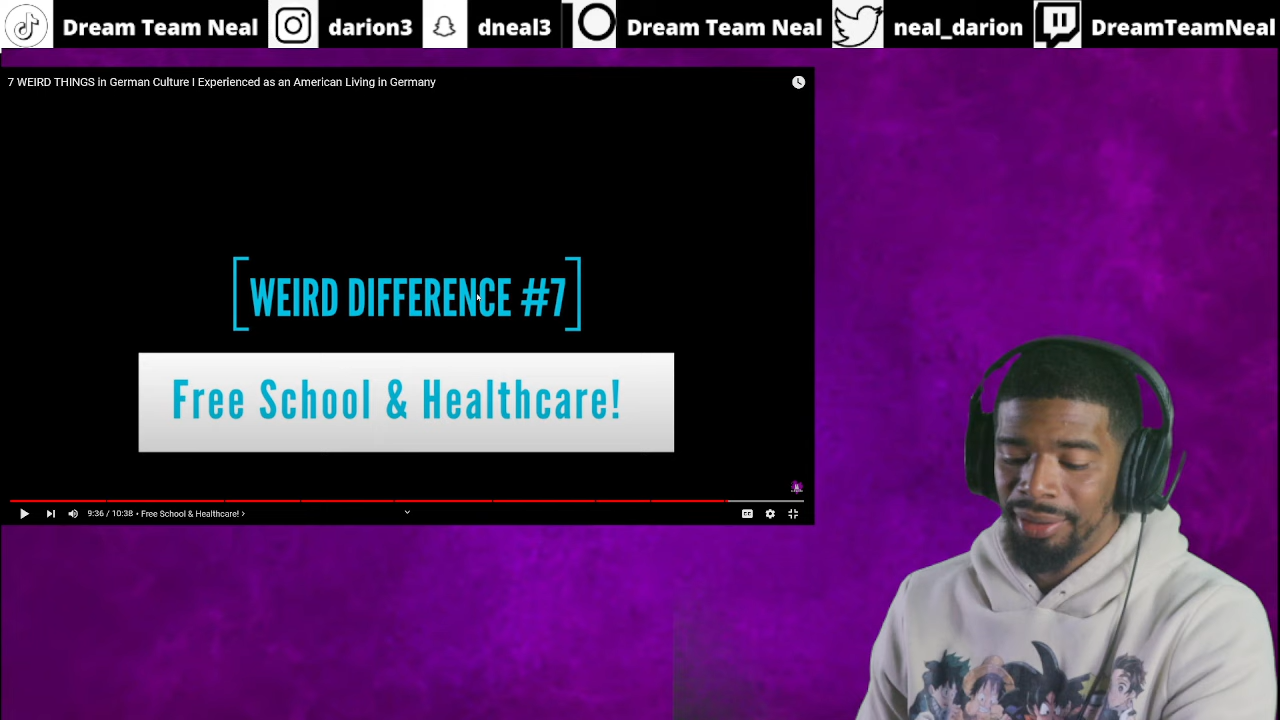 Dream Team Neal darion3 dneal3 Dream Team Neal neal_darion DreamTeamNeal
7 WEIRD THINGS in German Culture I Experienced as an American Living in Germany
WEIRD DIFFERENCE #7
Free School & Healthcare!
9:36 / 10:38 • Free School & Healthcare! >